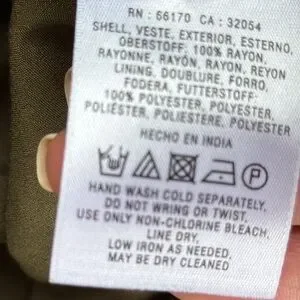 RN : 66170 CA : 32054
SHELL, VESTE, EXTERIOR, ESTERNO,
OBERSTOFF: 100% RAYON,
RAYONNE, RAYÓN, RAYON, REYON
LINING, DOUBLURE, FORRO,
FODERA, FUTTERSTOFF:
100% POLYESTER, POLYESTER,
POLIÉSTER, POLIESTERE, POLYESTER
HECHO EN INDIA
HAND WASH COLD SEPARATELY.
DO NOT WRING OR TWIST.
USE ONLY NON-CHLORINE BLEACH.
LINE DRY.
LOW IRON AS NEEDED.
MAY BE DRY CLEANED